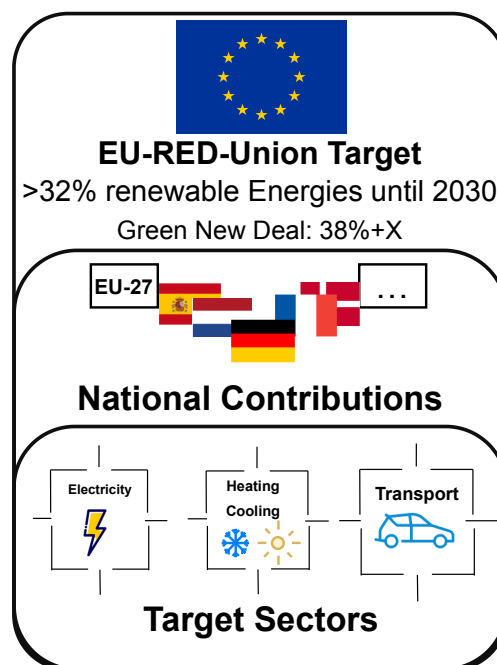 EU-RED-Union Target
>32% renewable Energies until 2030
Green New Deal: 38%+X
EU-27
...
National Contributions
Electricity
Heating
Cooling
Transport
Target Sectors